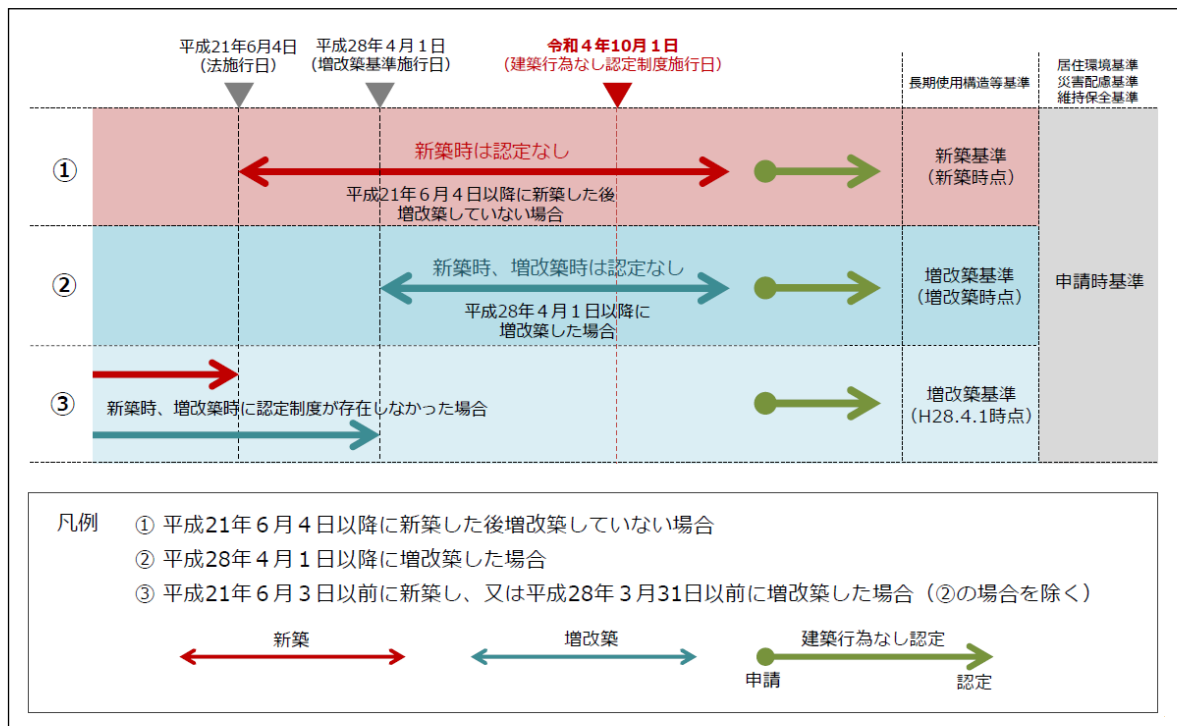 平成21年6月4日
(法施行日)
平成28年４月１日
(増改築基準施行日)
令和４年10月１日
(建築行為なし認定制度施行日)
長期使用構造等基準
居住環境基準
災害配慮基準
維持保全基準
①
新築時は認定なし
平成21年６月４日以降に新築した後
増改築していない場合
新築基準
（新築時点）
②
新築時、増改築時は認定なし
平成28年４月１日以降に
増改築した場合
増改築基準
（増改築時点）
申請時基準
③
新築時、増改築時に認定制度が存在しなかった場合
増改築基準
（H28.4.1時点）
凡例
① 平成21年６月４日以降に新築した後増改築していない場合
② 平成28年４月１日以降に増改築した場合
③ 平成21年６月３日以前に新築し、又は平成28年３月31日以前に増改築した場合（②の場合を除く）
新築
増改築
建築行為なし認定
申請
認定